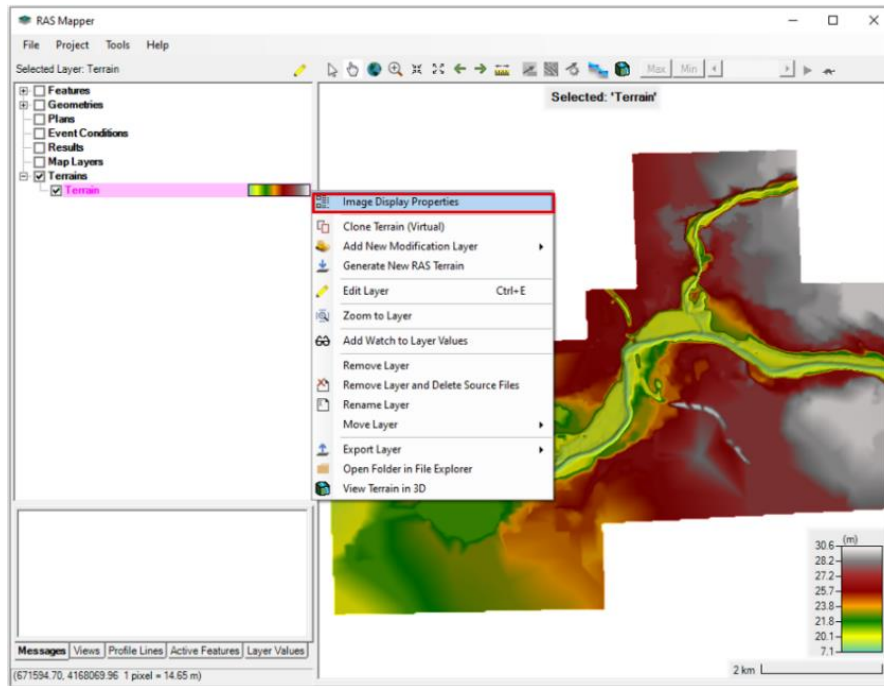 RAS Mapper
File Project Tools Help
Selected Layer: Terrain
Max Min
Features
Geometries
Plans
Event Conditions
Results
Map Layers
Terrains
Terrain
Selected: 'Terrain'
Image Display Properties
Clone Terrain (Virtual)
Add New Modification Layer
Generate New RAS Terrain
Edit Layer Ctrl+E
Zoom to Layer
Add Watch to Layer Values
Remove Layer
Remove Layer and Delete Source Files
Rename Layer
Move Layer
Export Layer
Open Folder in File Explorer
View Terrain in 3D
30.6 (m)
28.2
27.2
25.7
23.8
21.8
20.1
7.1
2 km
Messages Views Profile Lines Active Features Layer Values
(671594.70, 4168069.96 1 pixel = 14.65 m)